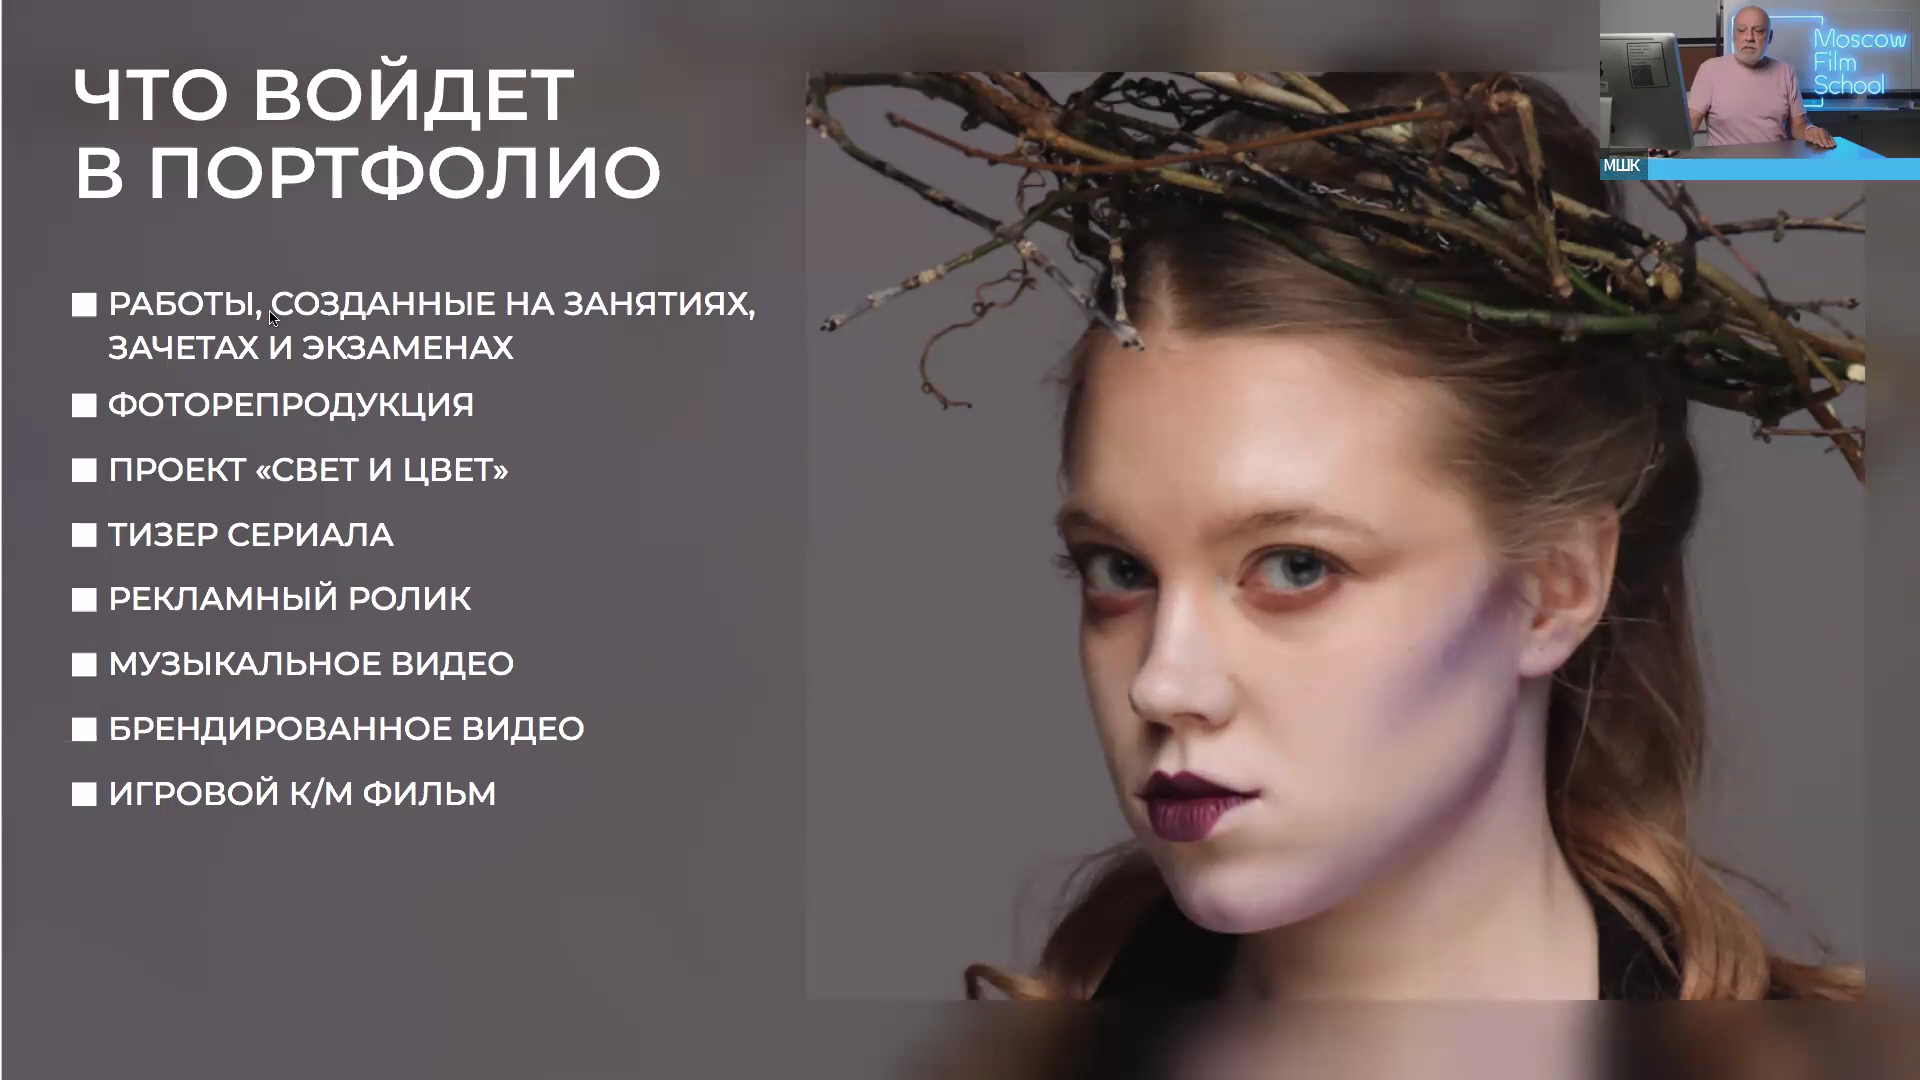 ЧТО ВОЙДЕТ
В ПОРТФОЛИО
РАБОТЫ, СОЗДАННЫЕ НА ЗАНЯТИЯХ,
ЗАЧЕТАХ И ЭКЗАМЕНАХ
ФОТОРЕПРОДУКЦИЯ
ПРОЕКТ «СВЕТ И ЦВЕТ»
ТИЗЕР СЕРИАЛА
РЕКЛАМНЫЙ РОЛИК
МУЗЫКАЛЬНОЕ ВИДЕО
БРЕНДИРОВАННОЕ ВИДЕО
ИГРОВОЙ К/М ФИЛЬМ
Moscow
Film
School
МШК